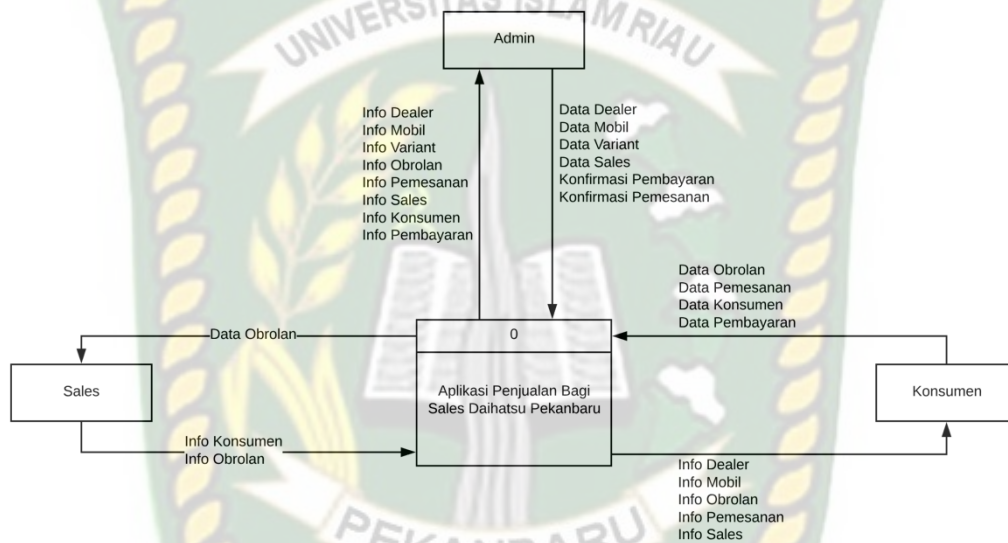 UNIVERSITAS ISLAM RIAU
Admin
Info Dealer
Info Mobil
Info Variant
Info Obrolan
Info Pemesanan
Info Sales
Info Konsumen
Info Pembayaran
Data Dealer
Data Mobil
Data Variant
Data Sales
Konfirmasi Pembayaran
Konfirmasi Pemesanan
Data Obrolan
Data Pemesanan
Data Konsumen
Data Pembayaran
Data Obrolan
0
Sales
Aplikasi Penjualan Bagi
Sales Daihatsu Pekanbaru
Konsumen
Info Konsumen
Info Obrolan
Info Dealer
Info Mobil
Info Obrolan
Info Pemesanan
Info Sales
PEKANBARU